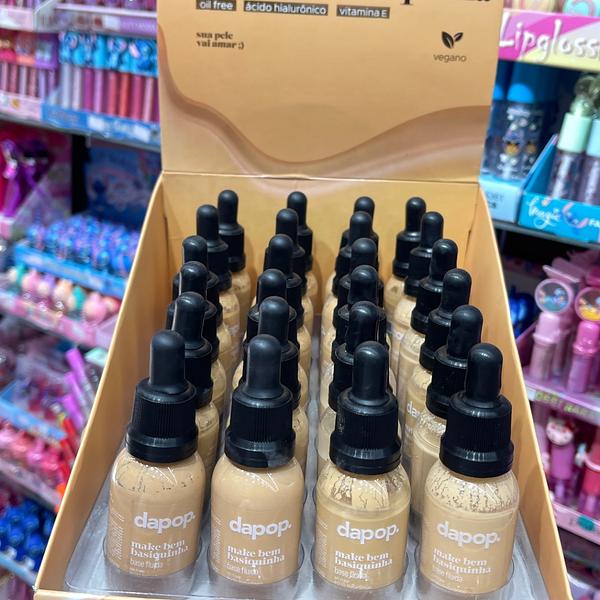 oil free
ácido hialurônico
vitamina E
sua pele
vai amar ;)
vegano
Lipgloss
dapop.
make bem
basiquinha
base fluida
dapop.
make bem
basiquinha
base fluida
dapop.
make bem
basiquinha
base fluida
dapop.
make bem
basiquinha
base fluida